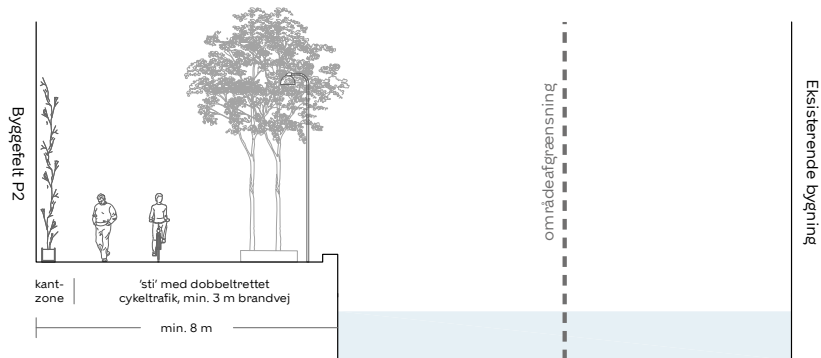 Byggefelt P2
områdeafgrænsning
Eksisterende bygning
kant-
zone
'sti' med dobbeltrettet
cykeltrafik, min. 3 m brandvej
min. 8 m